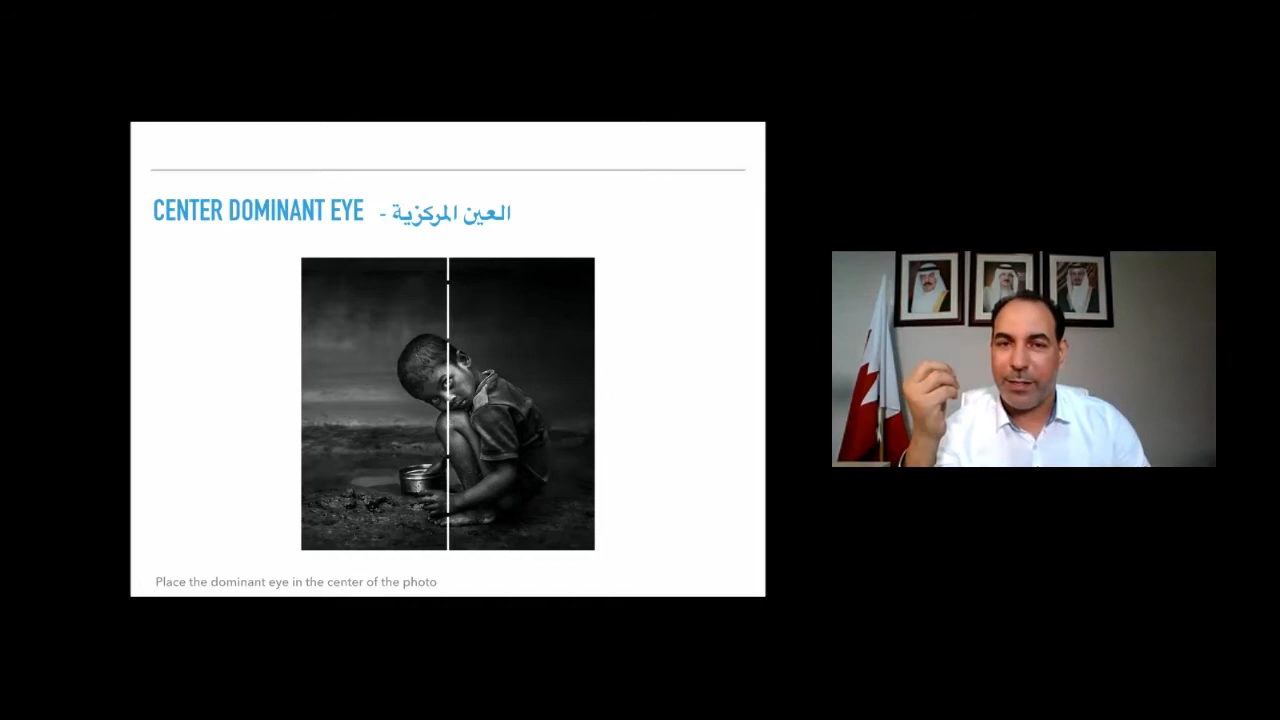 CENTER DOMINANT EYE - العين المركزية
Place the dominant eye in the center of the photo